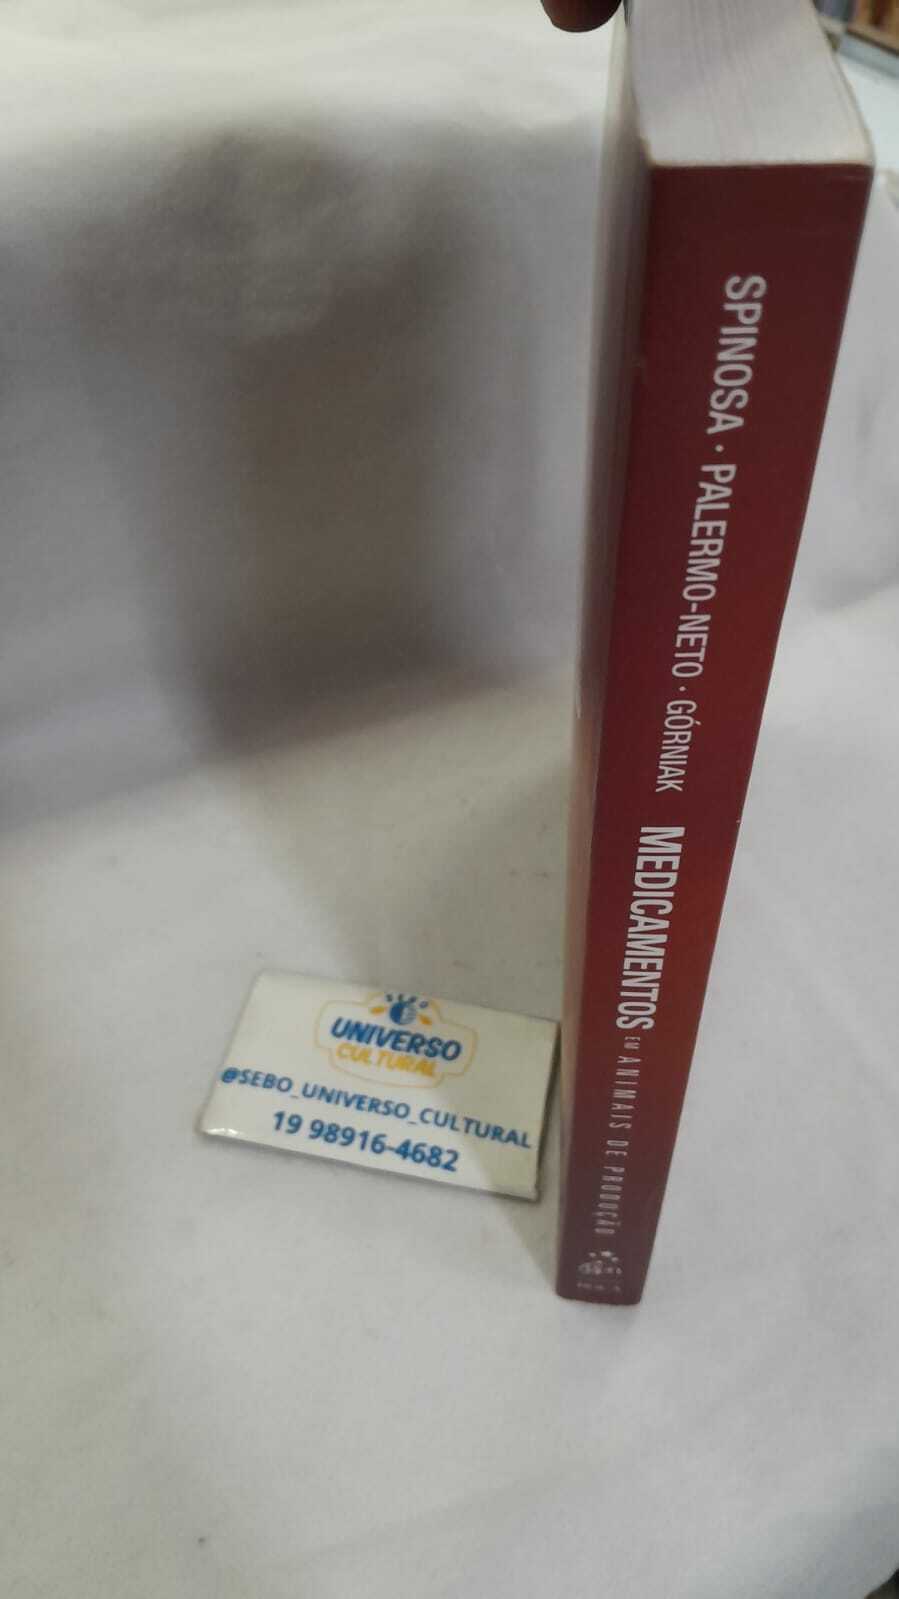 SPINOSA · PALERMO-NETO · GÓRNIAK MEDICAMENTOS EM ANIMAIS DE PRODUÇÃO
UNIVERSO
CULTURAL
@SEBO_UNIVERSO_CULTURAL
19 98916-4682